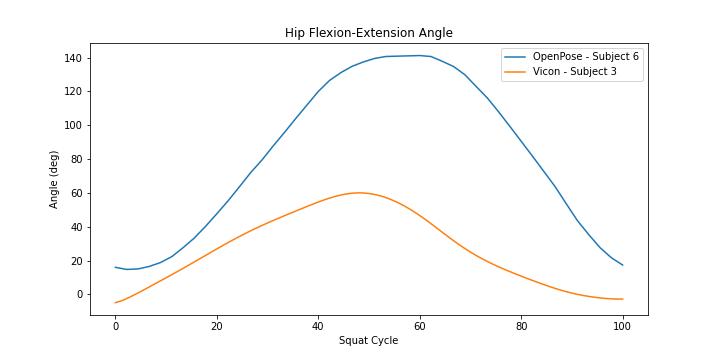 Hip Flexion-Extension Angle
OpenPose - Subject 6
Vicon - Subject 3
Angle (deg)
140
120
100
80
60
40
20
0
0 20 40 60 80 100
Squat Cycle